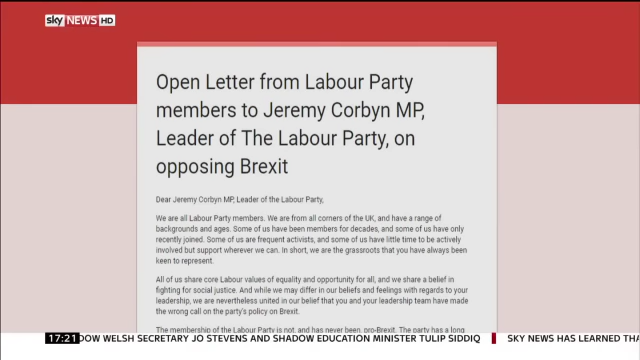 sky NEWS HD
Open Letter from Labour Party
members to Jeremy Corbyn MP,
Leader of The Labour Party, on
opposing Brexit
Dear Jeremy Corbyn MP, Leader of the Labour Party,
We are all Labour Party members. We are from all corners of the UK, and have a range of
backgrounds and ages. Some of us have been members for decades, and some of us have only
recently joined. Some of us are frequent activists, and some of us have little time to be actively
involved but support wherever we can. In short, we are the grassroots that you have always been
keen to represent.
All of us share core Labour values of equality and opportunity for all, and we share a belief in
fighting for social justice. And while we may differ in our beliefs and feelings with regards to your
leadership, we are nevertheless united in our belief that you and your leadership team have made
the wrong call on the party's policy on Brexit.
The membership of the Labour Party is not, and has never been, pro-Brexit. The party has a long
17:21 DOW WELSH SECRETARY JO STEVENS AND SHADOW EDUCATION MINISTER TULIP SIDDIQ | SKY NEWS HAS LEARNED THA